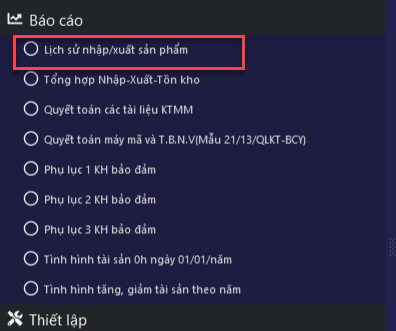 Báo cáo
Lịch sử nhập/xuất sản phẩm
Tổng hợp Nhập-Xuất-Tồn kho
Quyết toán các tài liệu KTMM
Quyết toán máy mã và T.B.N.V(Mẫu 21/13/QLKT-BCY)
Phụ lục 1 KH bảo đảm
Phụ lục 2 KH bảo đảm
Phụ lục 3 KH bảo đảm
Tình hình tài sản 0h ngày 01/01/năm
Tình hình tăng, giảm tài sản theo năm
Thiết lập